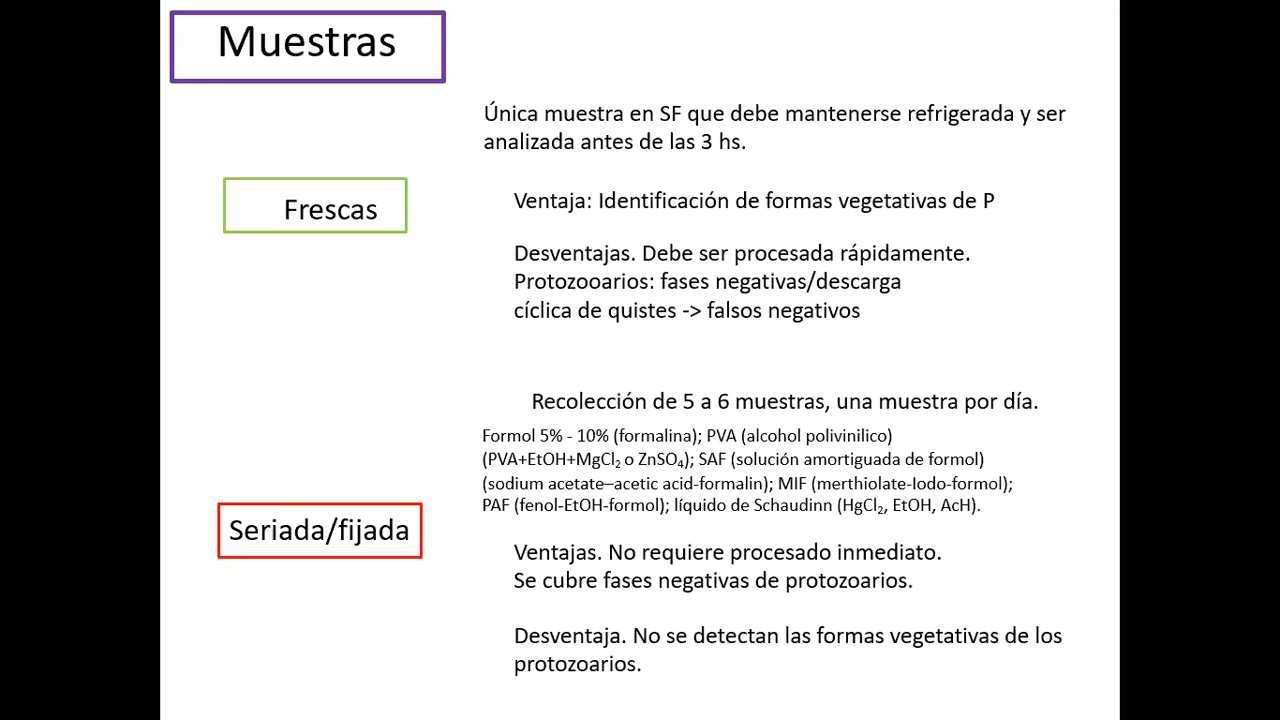 Muestras
Única muestra en SF que debe mantenerse refrigerada y ser
analizada antes de las 3 hs.
Frescas
Ventaja: Identificación de formas vegetativas de P
Desventajas. Debe ser procesada rápidamente.
Protozooarios: fases negativas/descarga
cíclica de quistes -> falsos negativos
Recolección de 5 a 6 muestras, una muestra por día.
Formol 5% - 10% (formalina); PVA (alcohol polivinilico)
(PVA+EtOH+MgCl₂ o ZnSO₄); SAF (solución amortiguada de formol)
(sodium acetate–acetic acid-formalin); MIF (merthiolate-Iodo-formol);
PAF (fenol-EtOH-formol); líquido de Schaudinn (HgCl₂, EtOH, AcH).
Seriada/fijada
Ventajas. No requiere procesado inmediato.
Se cubre fases negativas de protozoarios.
Desventaja. No se detectan las formas vegetativas de los
protozoarios.